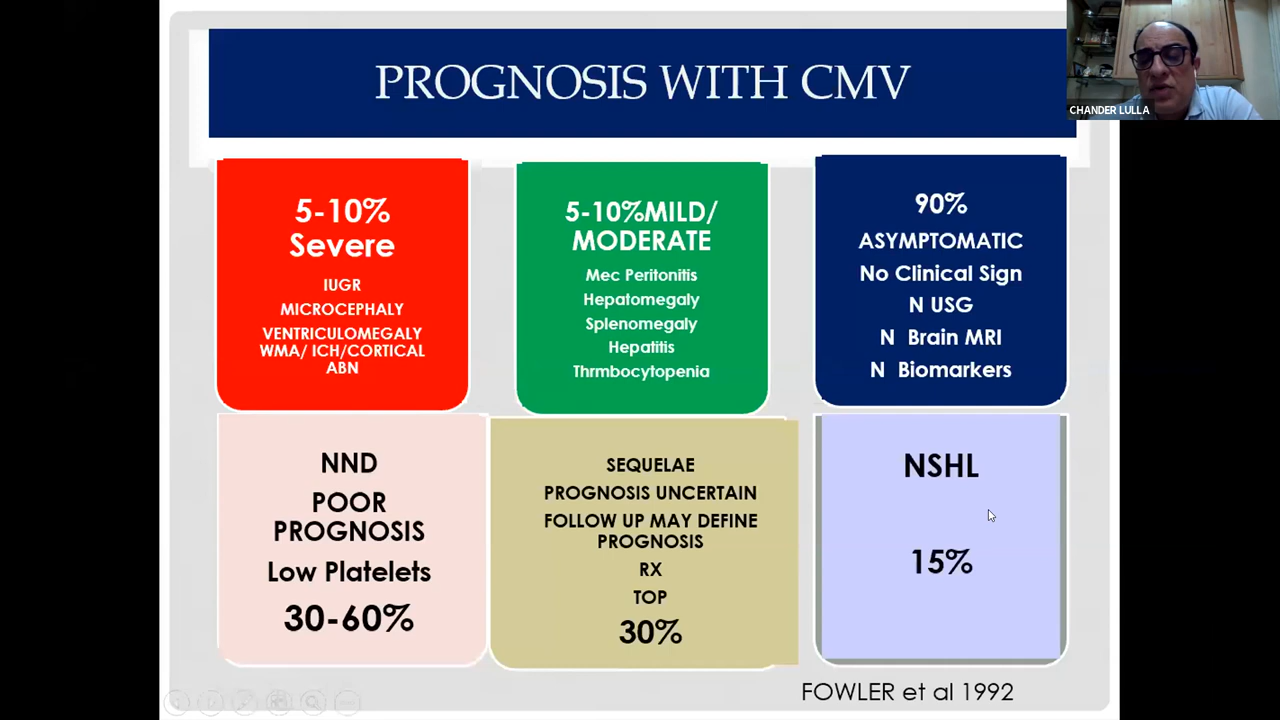 PROGNOSIS WITH CMV
CHANDER LULLA
5-10%
Severe
IUGR
MICROCEPHALY
VENTRICULOMEGALY
WMA/ ICH/CORTICAL
ABN
5-10%MILD/
MODERATE
Mec Peritonitis
Hepatomegaly
Splenomegaly
Hepatitis
Thrmbocytopenia
90%
ASYMPTOMATIC
No Clinical Sign
N USG
N Brain MRI
N Biomarkers
NND
POOR
PROGNOSIS
Low Platelets
30-60%
SEQUELAE
PROGNOSIS UNCERTAIN
FOLLOW UP MAY DEFINE
PROGNOSIS
RX
TOP
30%
NSHL
15%
FOWLER et al 1992